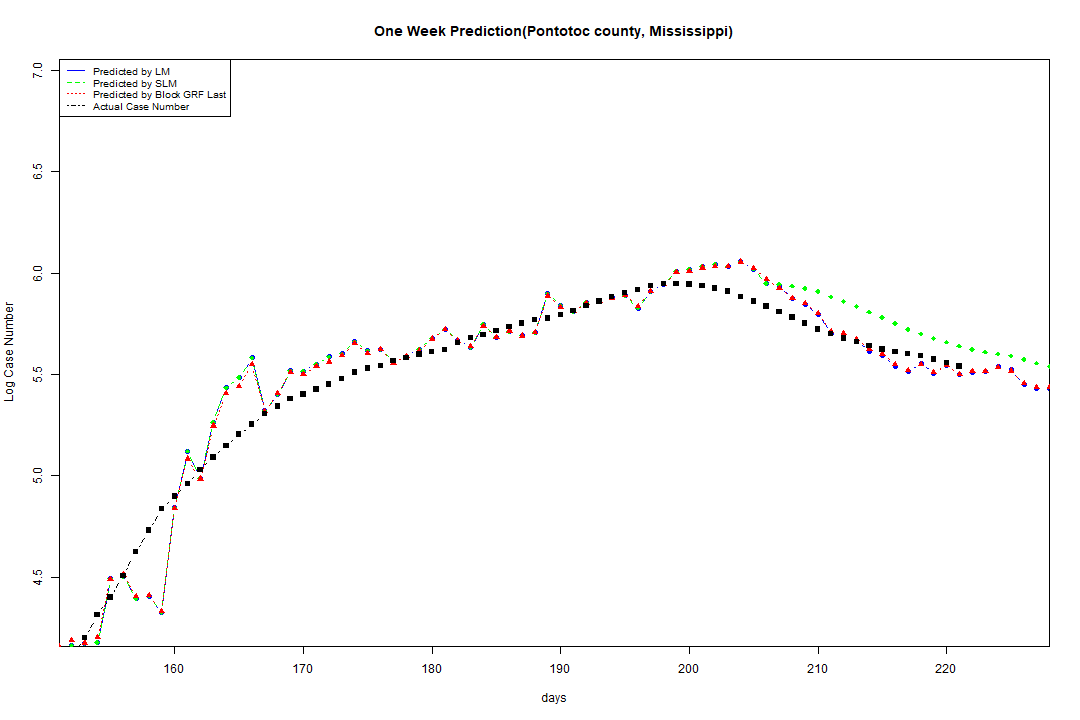 One Week Prediction(Pontotoc county, Mississippi)
Predicted by LM
Predicted by SLM
Predicted by Block GRF Last
Actual Case Number
Log Case Number
7.0
6.5
6.0
5.5
5.0
4.5
160 170 180 190 200 210 220
days